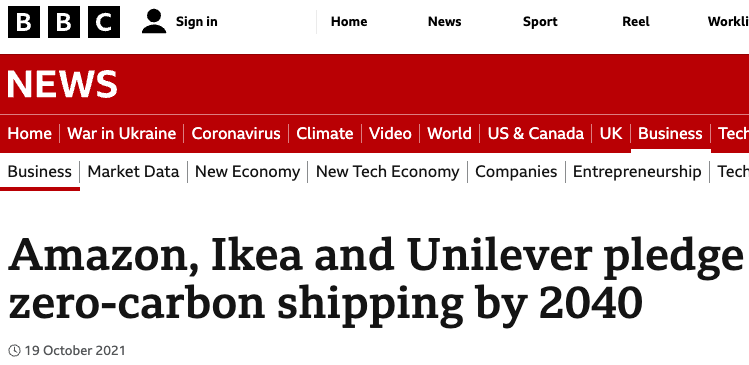 BBC Sign in Home News Sport Reel
NEWS
Home War in Ukraine Coronavirus Climate Video World US & Canada UK Business Tech
Business Market Data New Economy New Tech Economy Companies Entrepreneurship Tech
Amazon, Ikea and Unilever pledge
zero-carbon shipping by 2040
19 October 2021